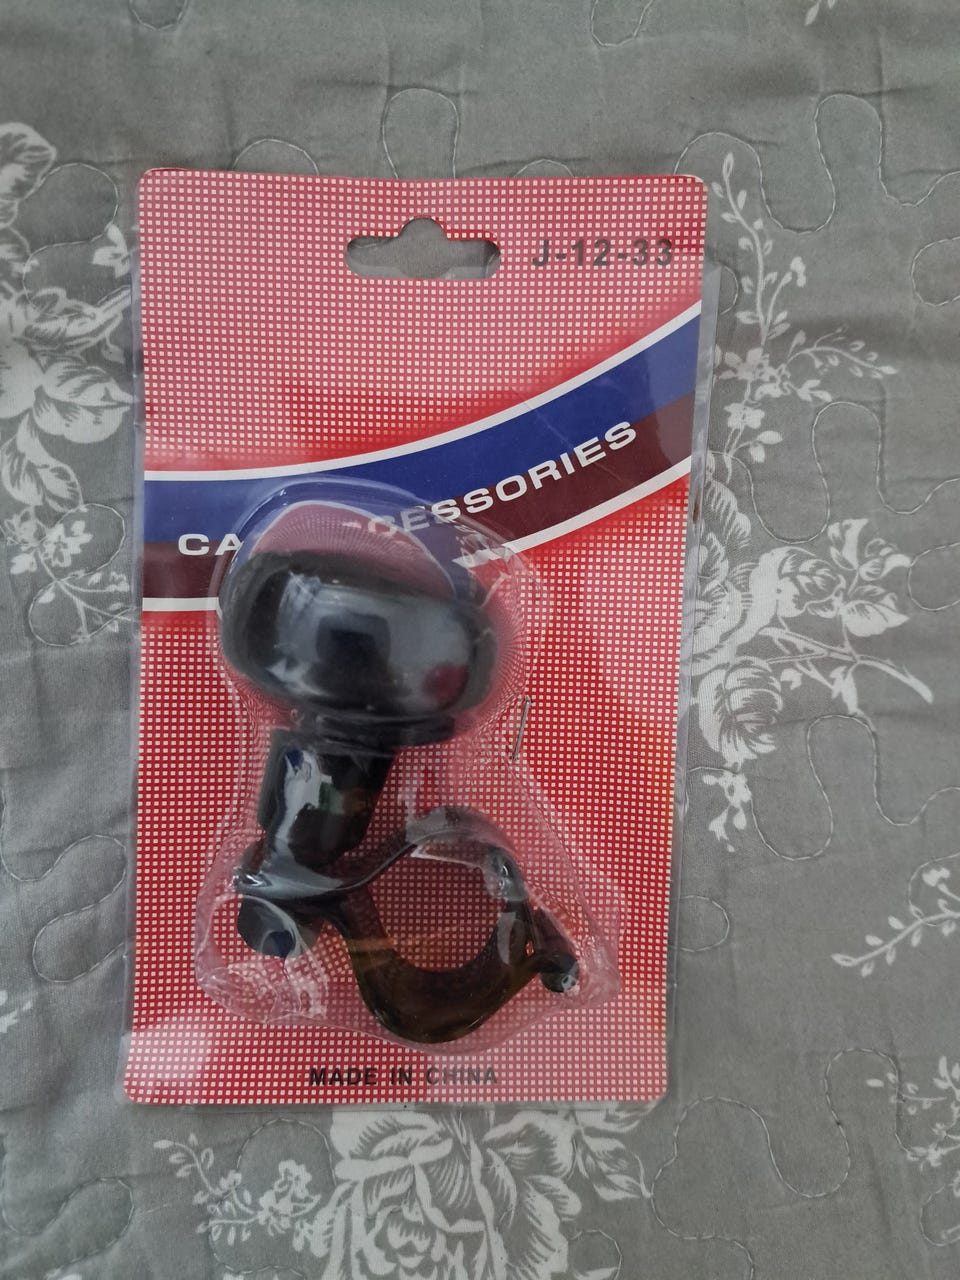 J-12-33
CA CESSORIES
MADE IN CHINA